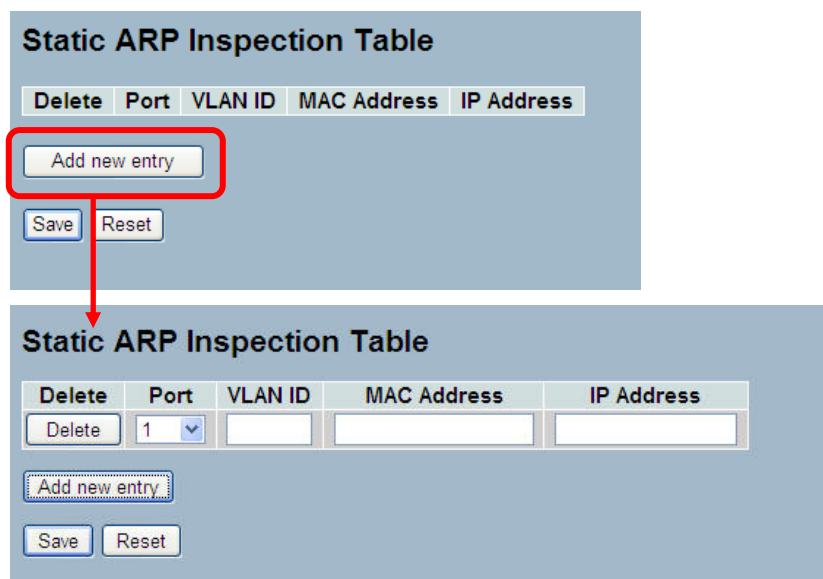 Static ARP Inspection Table
Delete Port VLAN ID MAC Address IP Address
Add new entry
Save Reset
Static ARP Inspection Table
Delete Port VLAN ID MAC Address IP Address
Delete 1
Add new entry
Save Reset